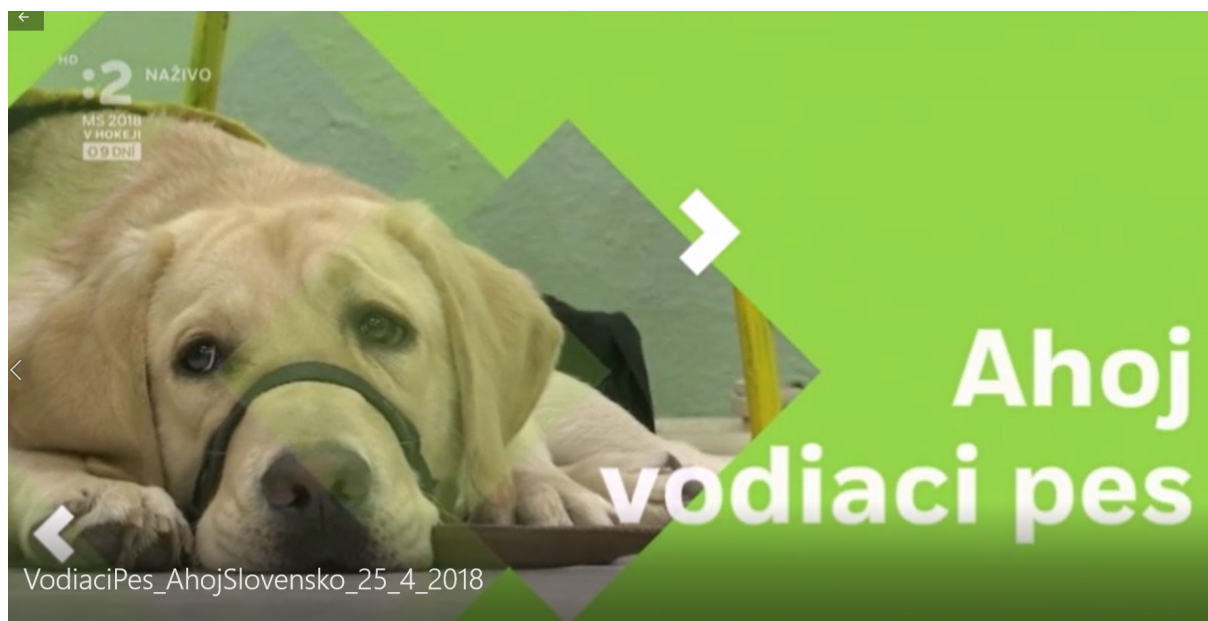 HD
:2 NAŽIVO
MS 2018
V HOKEJI
O 9 DNÍ
Ahoj
vodiaci pes
VodiaciPes_AhojSlovensko_25_4_2018